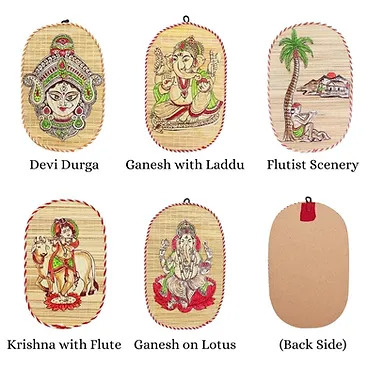 Devi Durga
Ganesh with Laddu
Flutist Scenery
Krishna with Flute
Ganesh on Lotus
(Back Side)